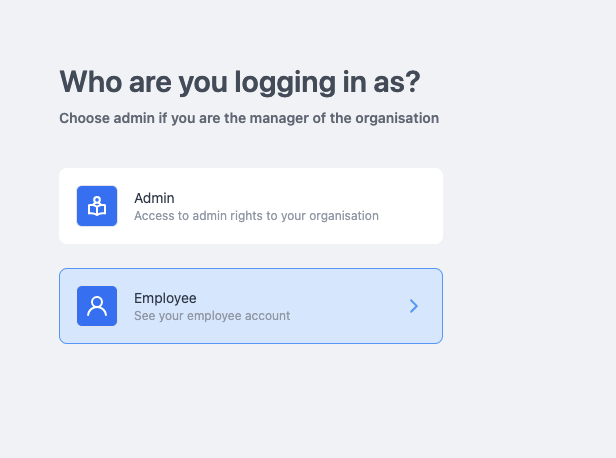 Who are you logging in as?
Choose admin if you are the manager of the organisation
Admin
Access to admin rights to your organisation
Employee
See your employee account